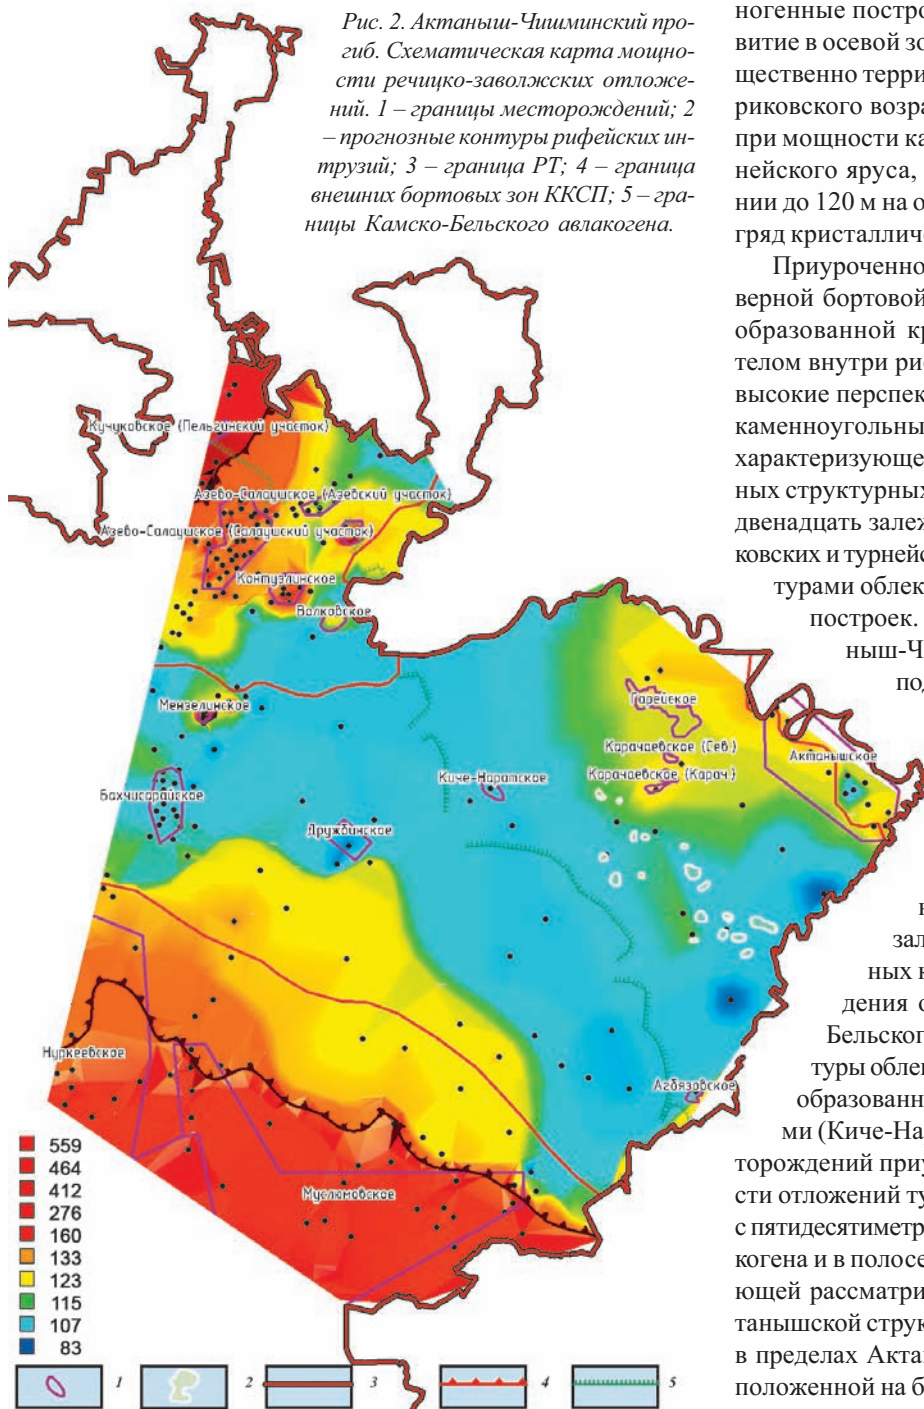 Рис. 2. Актаныш-Чишминский про-
гиб. Схематическая карта мощно-
сти речицко-заволжских отложе-
ний. 1 – границы месторождений; 2
– прогнозные контуры рифейских ин-
трузий; 3 – граница РТ; 4 – граница
внешних бортовых зон ККСП; 5 – гра-
ницы Камско-Бельского авлакогена.
Кучуковское (Пельгинский участок)
Азево-Салаушское (Азевский участок)
Азево-Салаушское (Салаушский участок)
Контузлинское
Волковское
Мензелинское
Гарейское
Карачаевское (Сев.)
Карачаевское (Карач.)
Актанышское
Киче-Наратское
Бахчисарайское
Дружбинское
Нуркеевское
Агбязовское
Муслюмовское
559
464
412
276
160
133
123
115
107
83
1
2
3
4
5
ногенные постро
витие в осевой зо
щественно терри
риковского возра
при мощности ка
нейского яруса,
нии до 120 м на о
гряд кристаллич
Приуроченно
верной бортовой
образованной кр
телом внутри ри
высокие перспек
каменноугольны
характеризующе
ных структурных
двенадцать залеж
ковских и турнейс
турами облек
построек.
ныш-Ч
по
зал
ных н
дения о
Бельског
туры обле
образованн
ми (Киче-На
торождений приу
сти отложений ту
с пятидесятиметр
когена и в полосе
ющей рассматри
танышской струк
в пределах Акта
положенной на б